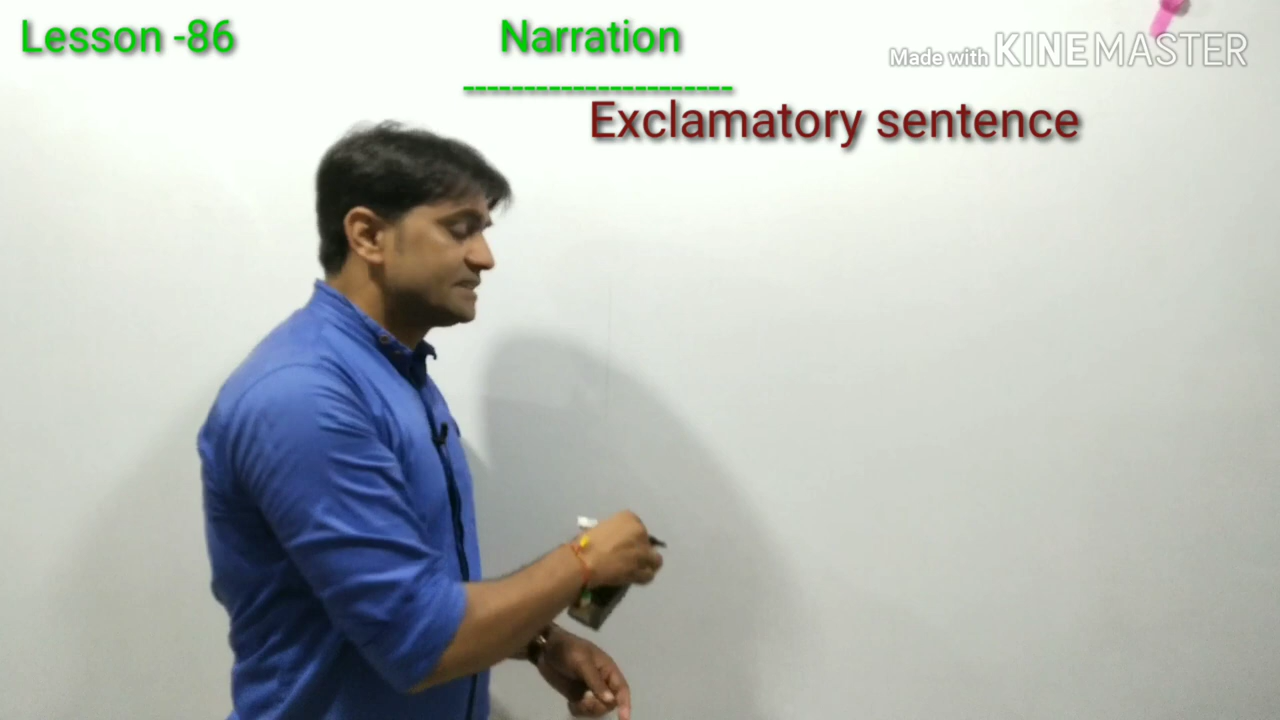 Lesson -86
Narration
Made with KINEMASTER
----------------------
Exclamatory sentence